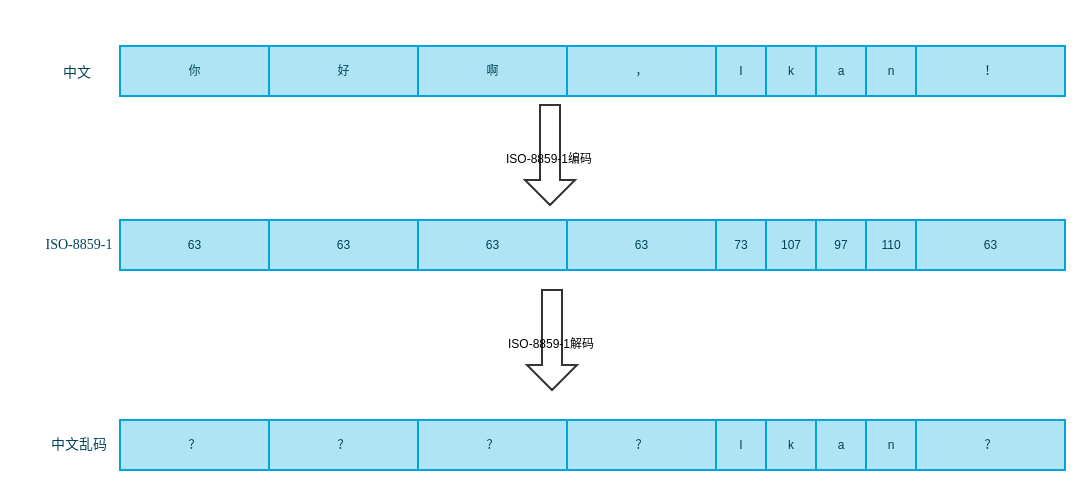 中文 你 好 啊 ， I k a n ！
ISO-8859-1编码
ISO-8859-1 63 63 63 63 73 107 97 110 63
ISO-8859-1解码
中文乱码 ？ ？ ？ ？ I k a n ？